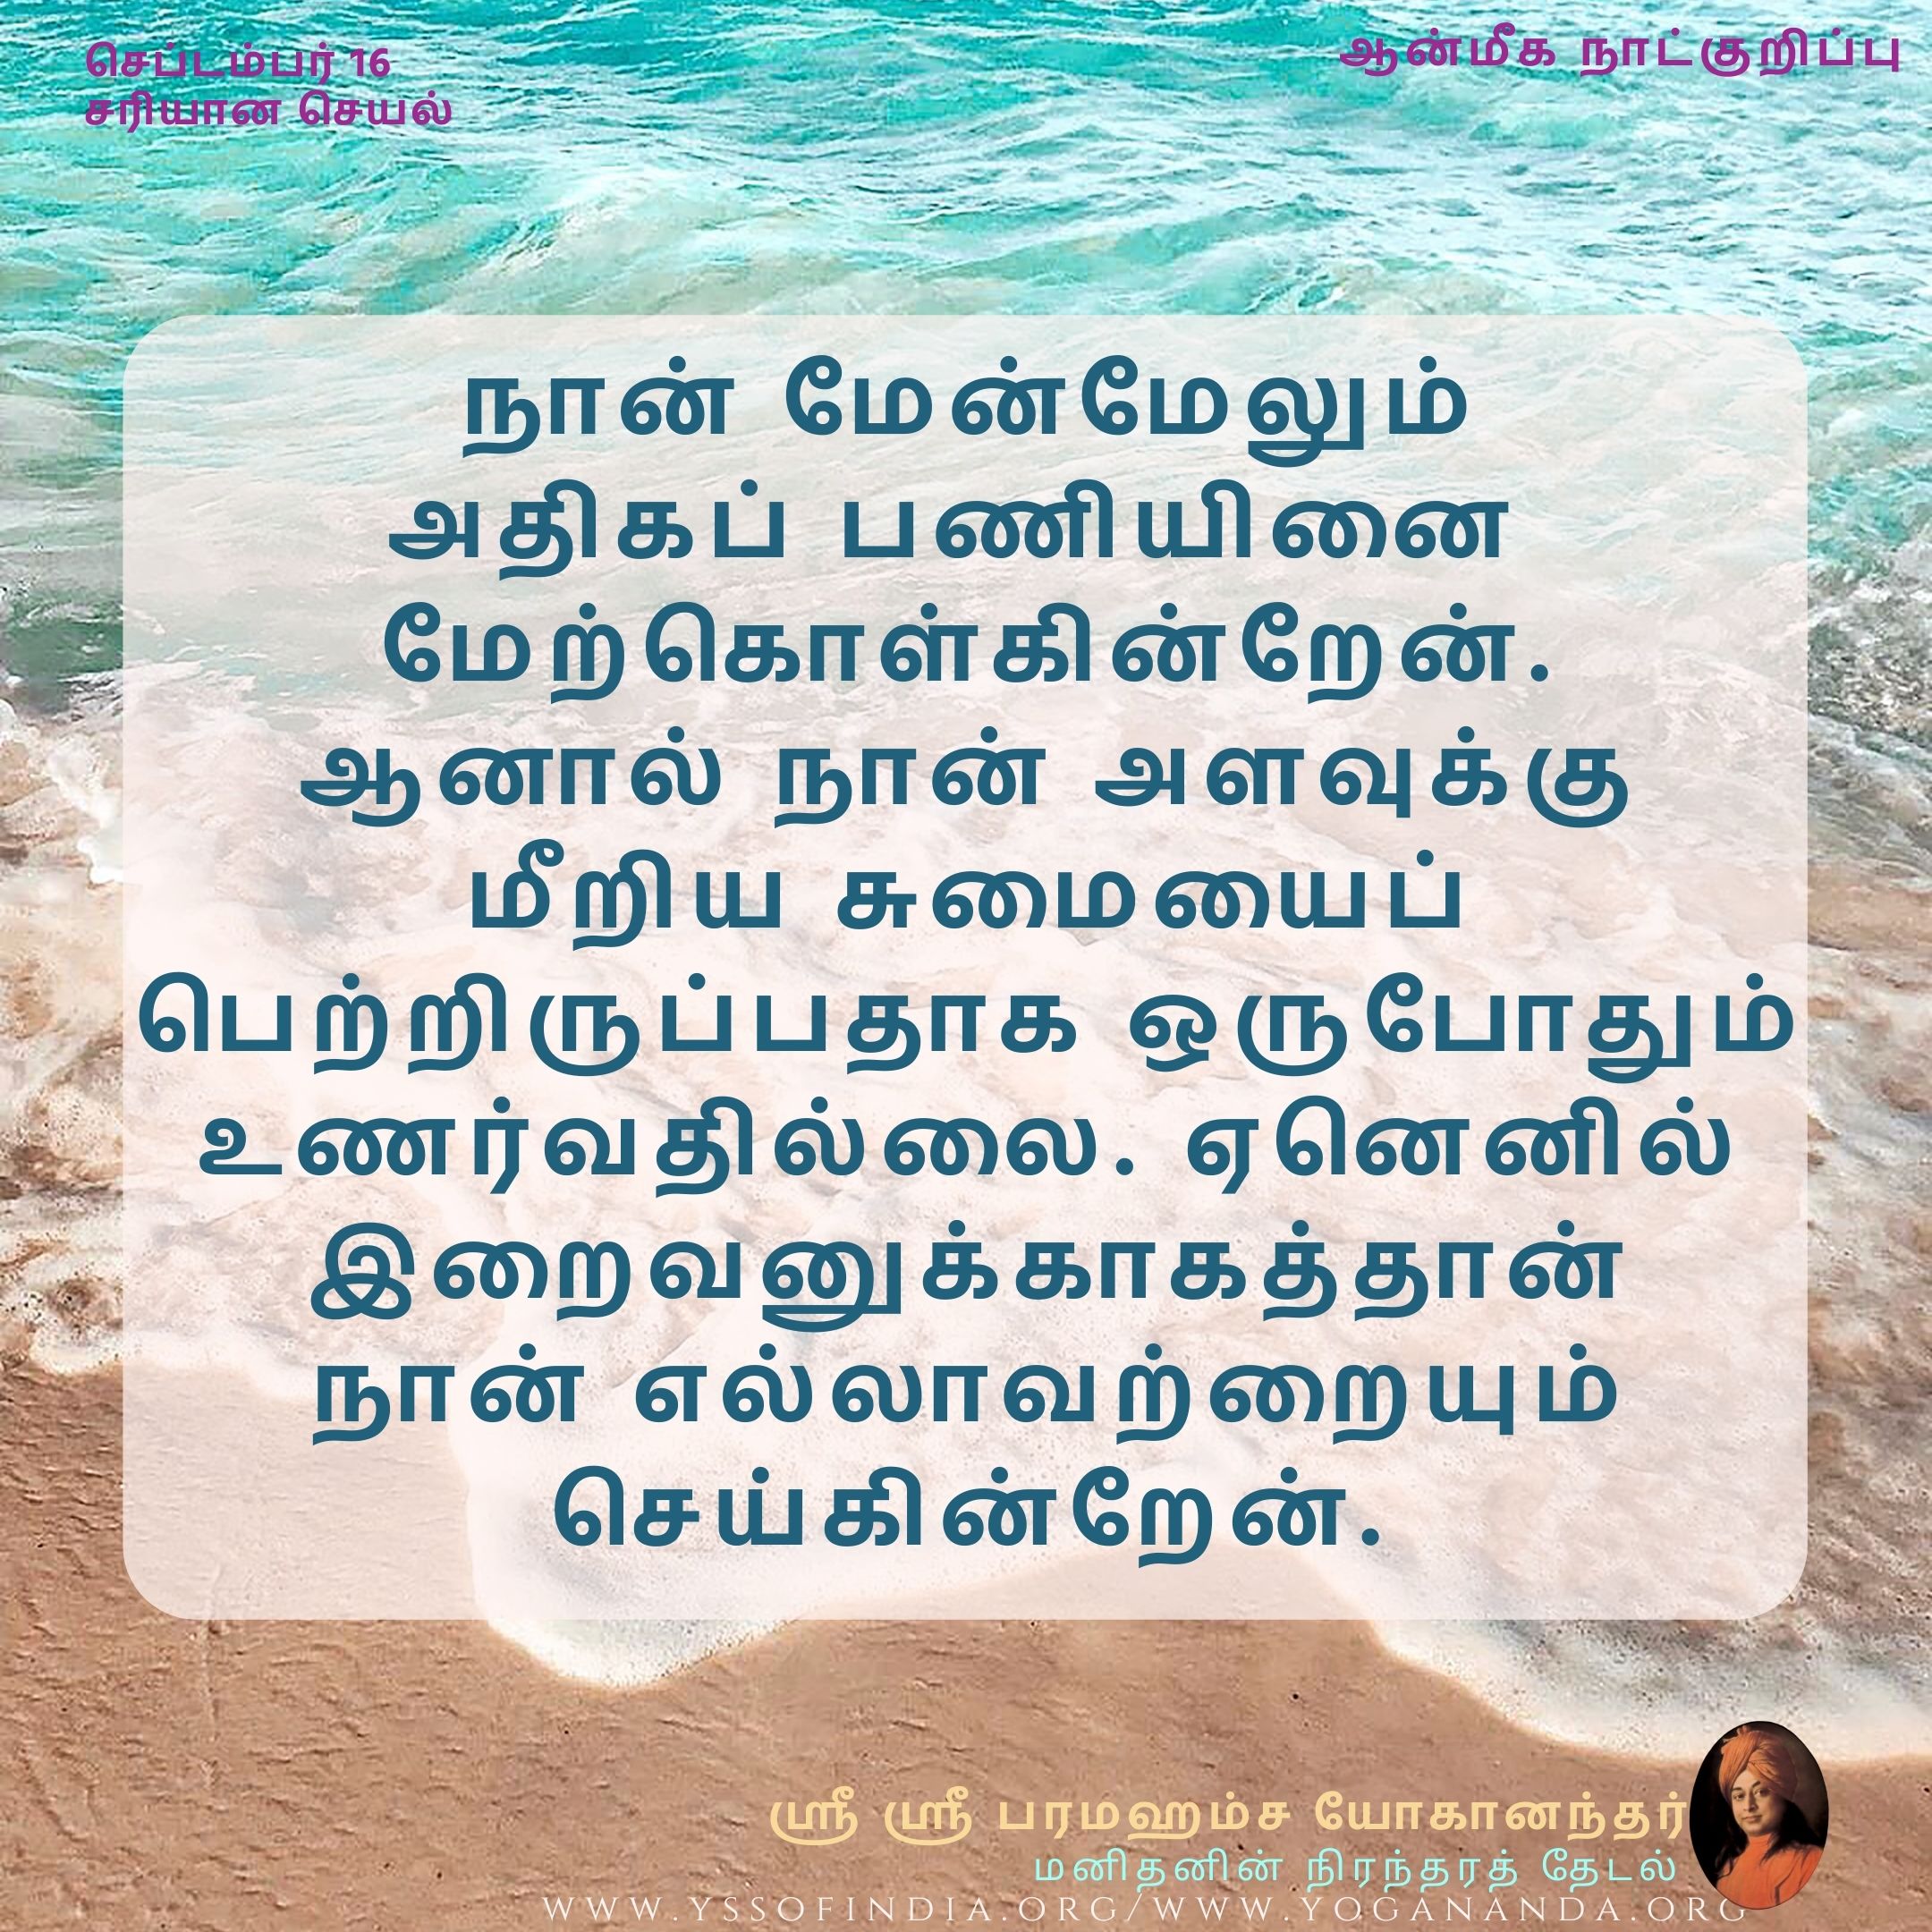 செப்டம்பர் 16
சரியான செயல்
ஆன்மீக நாட்குறிப்பு
நான் மேன்மேலும்
அதிகப் பணியினை
மேற்கொள்கின்றேன்.
ஆனால் நான் அளவுக்கு
மீறிய சுமையைப்
பெற்றிருப்பதாக ஒருபோதும்
உணர்வதில்லை. ஏனெனில்
இறைவனுக்காகத்தான்
நான் எல்லாவற்றையும்
செய்கின்றேன்.
ஸ்ரீ ஸ்ரீ பரமஹம்ச யோகானந்தர்
மனிதனின் நிரந்தரத் தேடல்
WWW.YSSOFINDIA.ORG/WWW.YOGANANDA.ORG